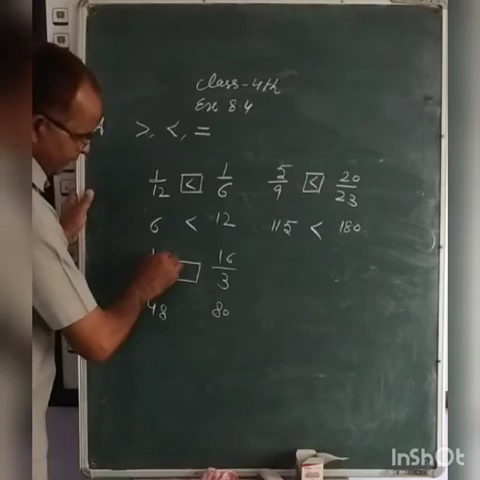 Class-4th
Ex 8.4
>, <, =
1/12 < 1/6    5/9 < 20/23
6 < 12    115 < 180
16/3
48    80
InShOt